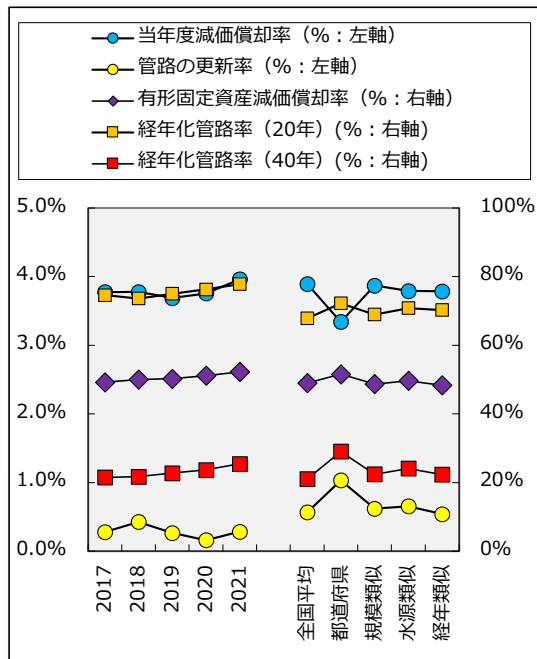 当年度減価償却率（%：左軸）
管路の更新率（%：左軸）
有形固定資産減価償却率（%：右軸）
経年化管路率（20年）(%：右軸)
経年化管路率（40年）(%：右軸)
5.0% 100%
4.0% 80%
3.0% 60%
2.0% 40%
1.0% 20%
0.0% 0%
2017
2018
2019
2020
2021
全国平均
都道府県
規模類似
水源類似
経年類似